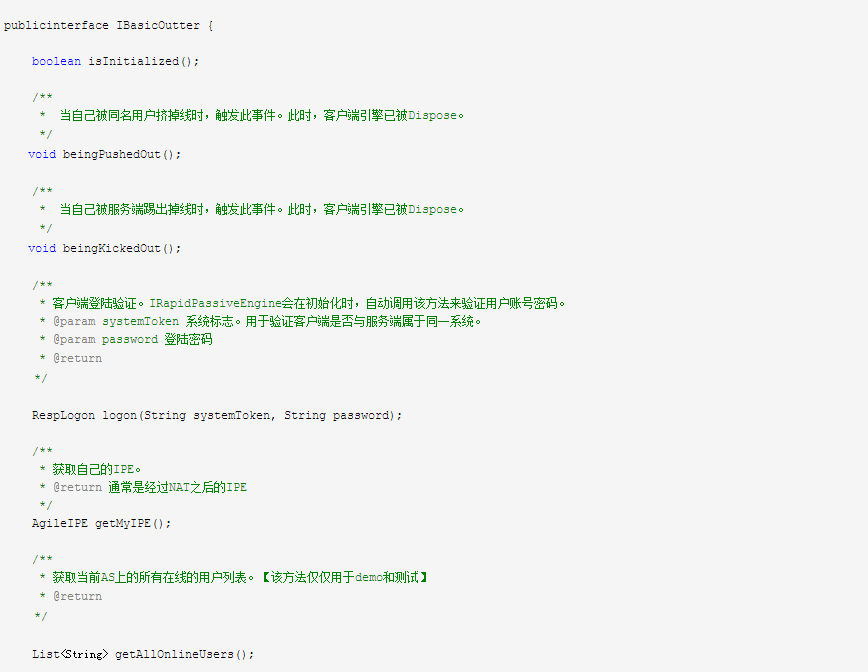 publicinterface IBasicOutter {
boolean isInitialized();
/**
* 当自己被同名用户挤掉线时，触发此事件。此时，客户端引擎已被Dispose。
*/
void beingPushedOut();
/**
* 当自己被服务端踢出掉线时，触发此事件。此时，客户端引擎已被Dispose。
*/
void beingKickedOut();
/**
* 客户端登陆验证。IRapidPassiveEngine会在初始化时，自动调用该方法来验证用户账号密码。
* @param systemToken 系统标志。用于验证客户端是否与服务端属于同一系统。
* @param password 登陆密码
* @return
*/
RespLogon logon(String systemToken, String password);
/**
* 获取自己的IPE。
* @return 通常是经过NAT之后的IPE
*/
AgileIPE getMyIPE();
/**
* 获取当前AS上的所有在线的用户列表。【该方法仅仅用于demo和测试】
* @return
*/
List<String> getAllOnlineUsers();